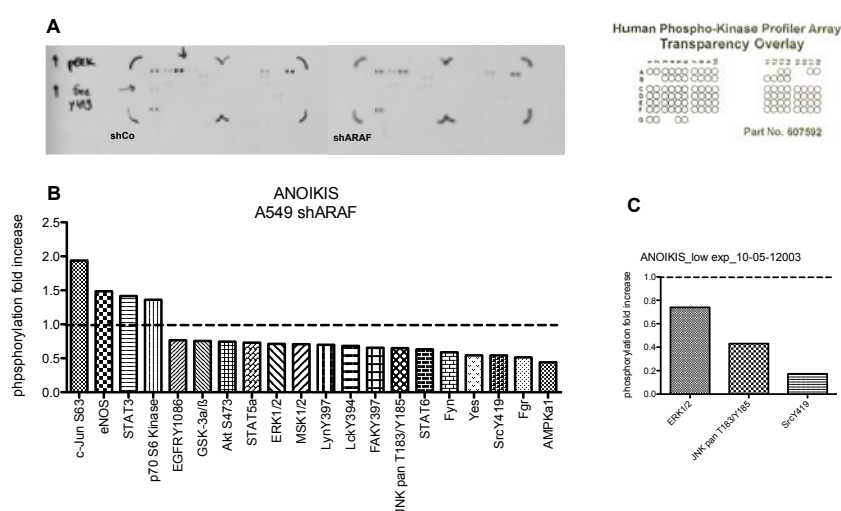 A
↑ pERK
↑ Src
Y419
shCo
shARAF
Human Phospho-Kinase Profiler Array
Transparency Overlay
A
B
C
D
E
F
G
Part No. 607592
B
ANOIKIS
A549 shARAF
phpsphorylation fold increase
2.5
2.0
1.5
1.0
0.5
0.0
c-Jun S63
eNOS
STAT3
p70 S6 Kinase
EGFRY1086
GSK-3a/ß
Akt S473
STAT5a
ERK1/2
MSK1/2
LynY397
LckY394
FAKY397
JNK pan T183/Y185
STAT6
Fyn
Yes
SrcY419
Fgr
AMPKa1
C
ANOIKIS_low exp_10-05-12003
phosphorylation fold increase
1.0
0.8
0.6
0.4
0.2
0.0
ERK1/2
JNK pan T183/Y185
SrcY419